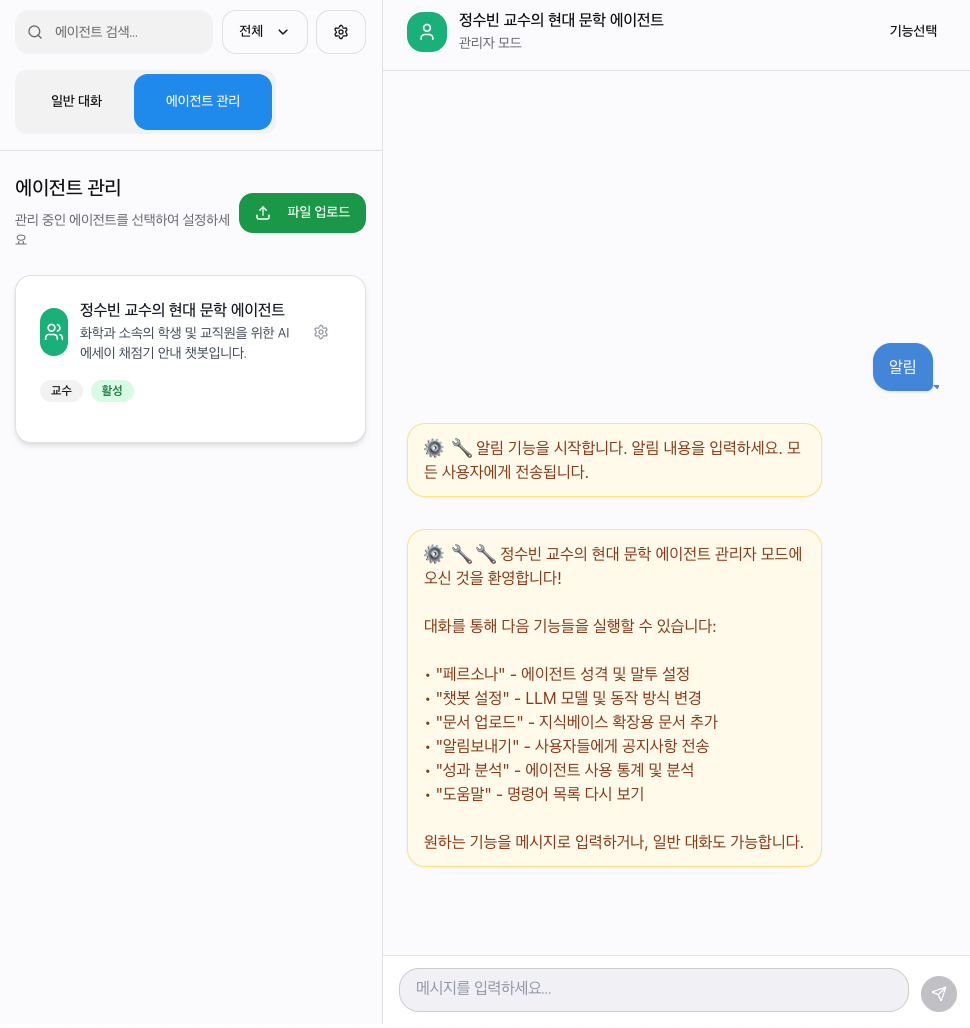 에이전트 검색...
전체
일반 대화
에이전트 관리
에이전트 관리
관리 중인 에이전트를 선택하여 설정하세
요
파일 업로드
정수빈 교수의 현대 문학 에이전트
화학과 소속의 학생 및 교직원을 위한 AI
에세이 채점기 안내 챗봇입니다.
교수
활성
정수빈 교수의 현대 문학 에이전트
관리자 모드
기능선택
알림
알림 기능을 시작합니다. 알림 내용을 입력하세요. 모
든 사용자에게 전송됩니다.
정수빈 교수의 현대 문학 에이전트 관리자 모드에
오신 것을 환영합니다!
대화를 통해 다음 기능들을 실행할 수 있습니다:
• "페르소나" - 에이전트 성격 및 말투 설정
• "챗봇 설정" - LLM 모델 및 동작 방식 변경
• "문서 업로드" - 지식베이스 확장용 문서 추가
• "알림보내기" - 사용자들에게 공지사항 전송
• "성과 분석" - 에이전트 사용 통계 및 분석
• "도움말" - 명령어 목록 다시 보기
원하는 기능을 메시지로 입력하거나, 일반 대화도 가능합니다.
메시지를 입력하세요...